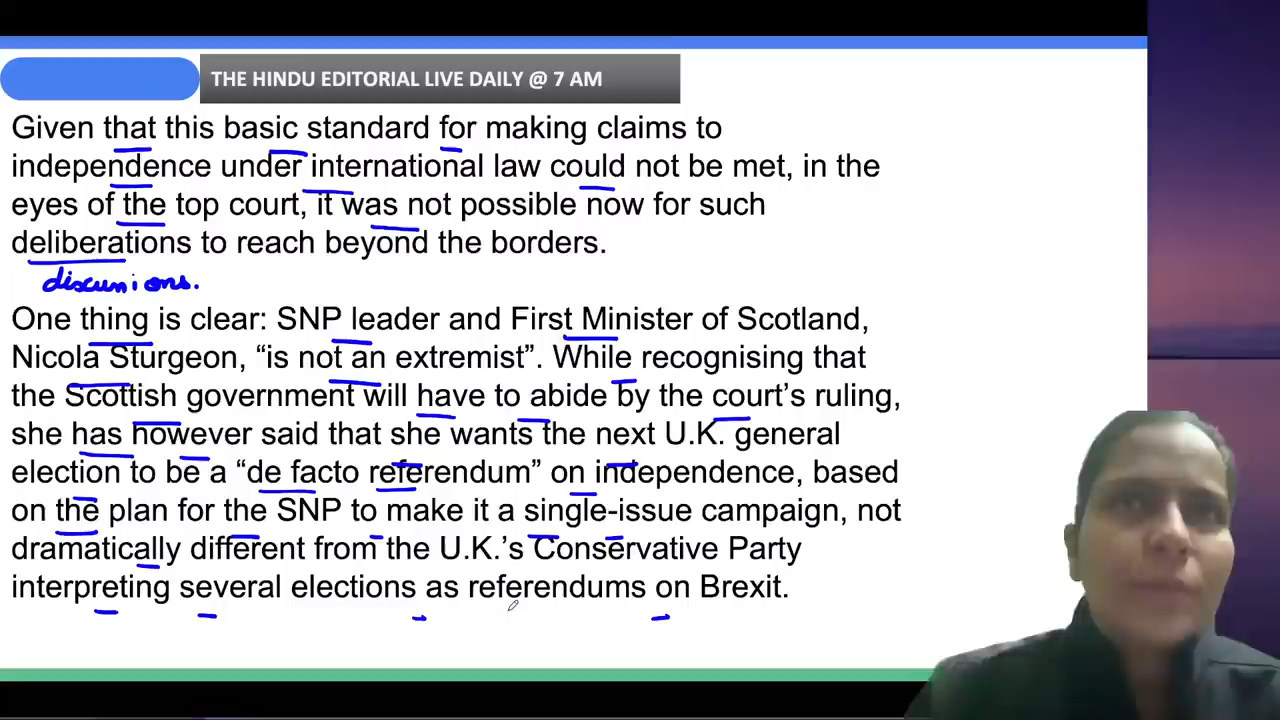 THE HINDU EDITORIAL LIVE DAILY @ 7 AM
Given that this basic standard for making claims to
independence under international law could not be met, in the
eyes of the top court, it was not possible now for such
deliberations to reach beyond the borders.
discussions.
One thing is clear: SNP leader and First Minister of Scotland,
Nicola Sturgeon, “is not an extremist”. While recognising that
the Scottish government will have to abide by the court’s ruling,
she has however said that she wants the next U.K. general
election to be a “de facto referendum” on independence, based
on the plan for the SNP to make it a single-issue campaign, not
dramatically different from the U.K.’s Conservative Party
interpreting several elections as referendums on Brexit.